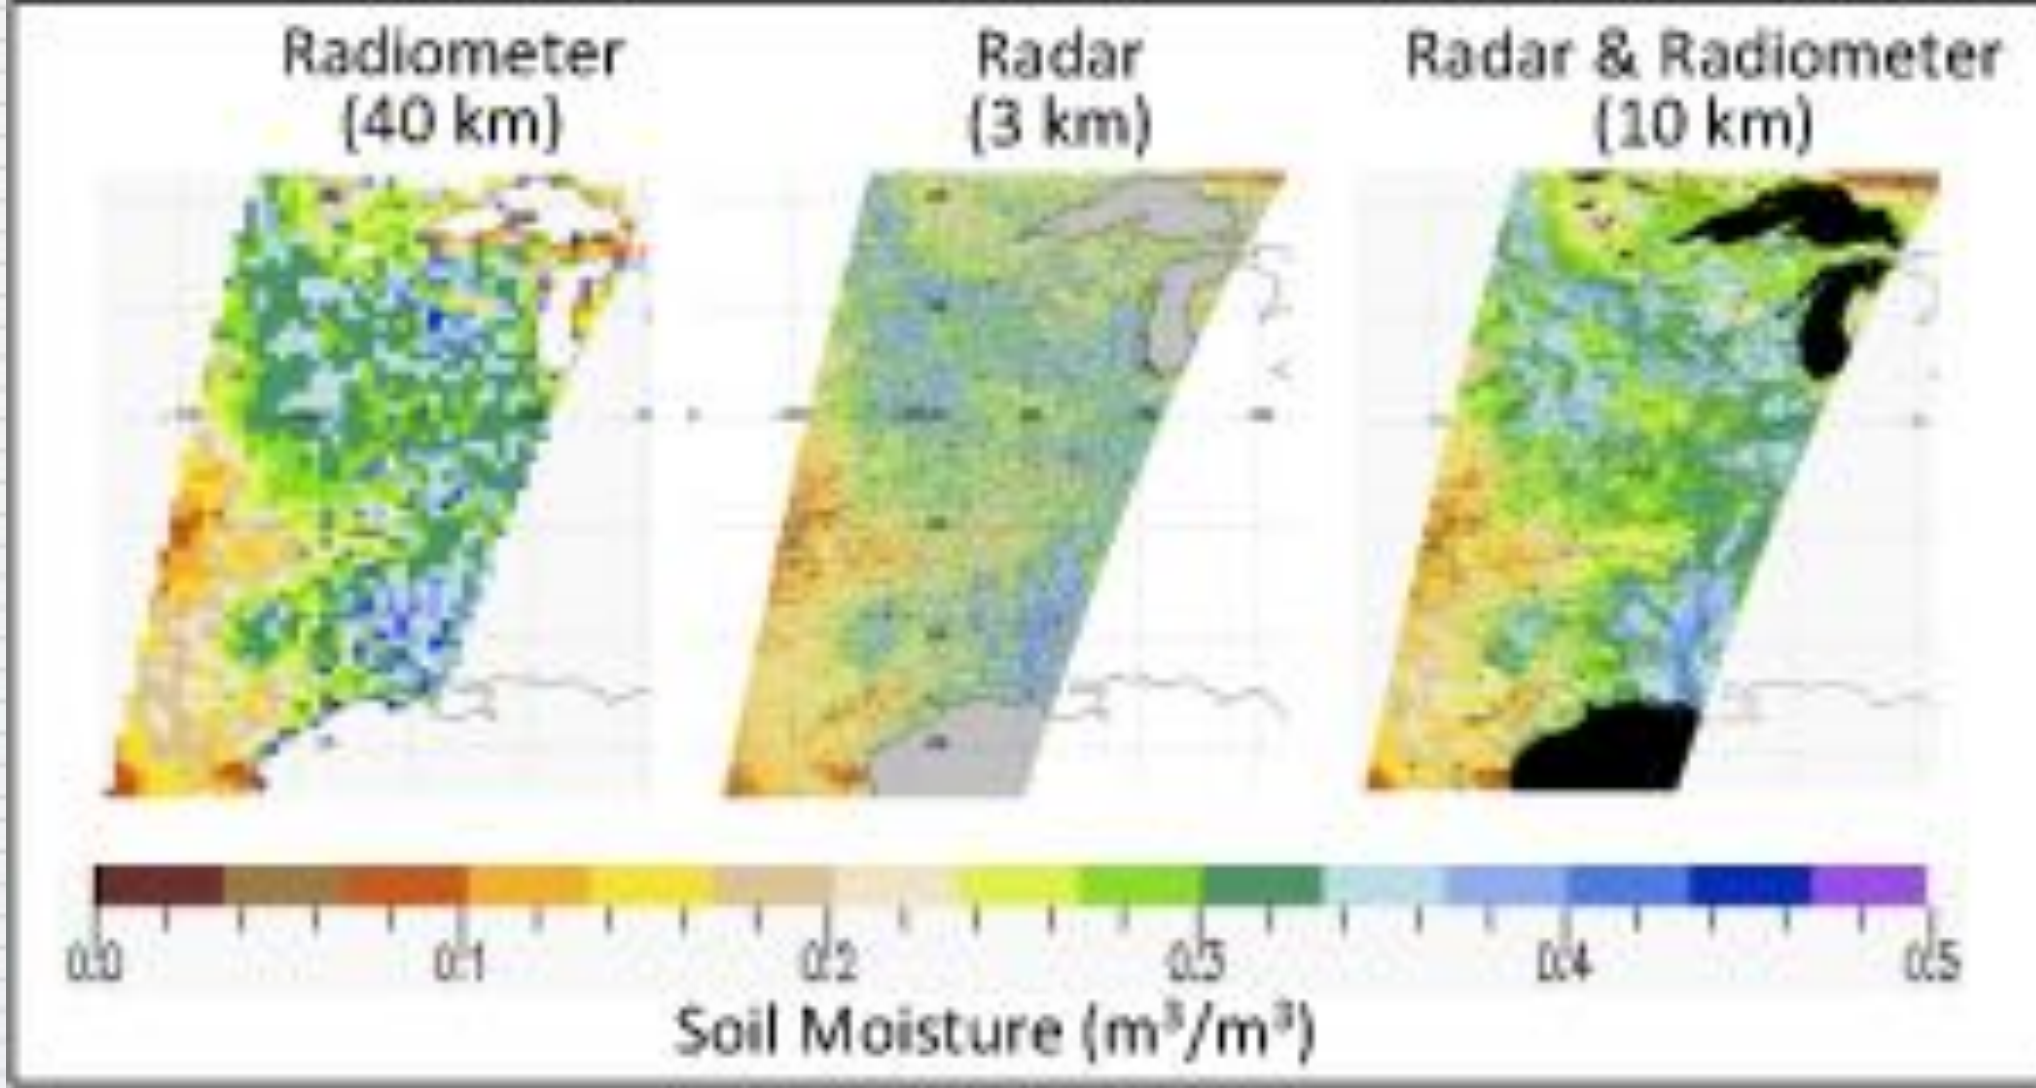 Radiometer
(40 km)
Radar
(3 km)
Radar & Radiometer
(10 km)
0.0 0.1 0.2 0.3 0.4 0.5
Soil Moisture (m³/m³)